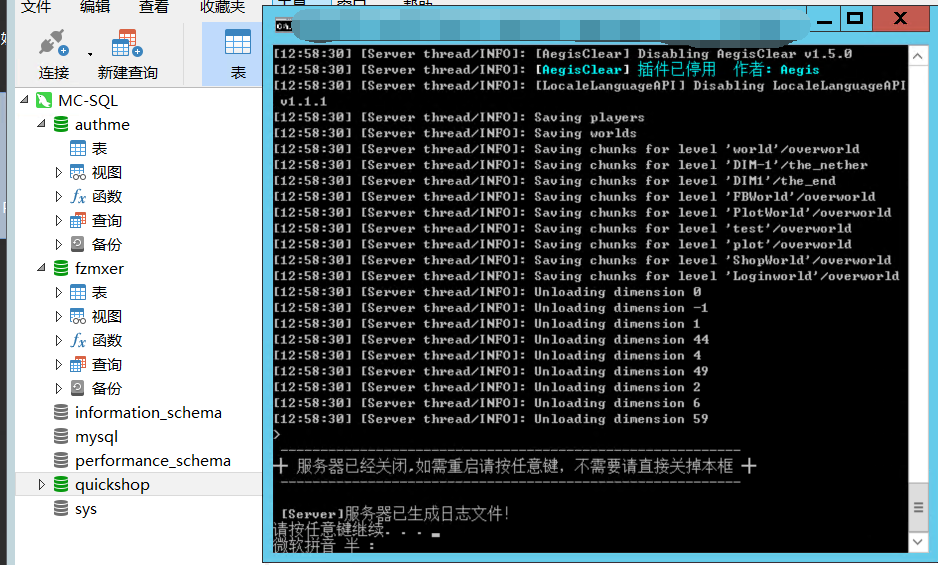 文件 编辑 查看 收藏夹
连接 新建查询 表
MC-SQL
authme
表
视图
函数
查询
备份
fzmxer
表
视图
函数
查询
备份
information_schema
mysql
performance_schema
quickshop
sys
[12:58:30] [Server thread/INFO]: [AegisClear] Disabling AegisClear v1.5.0
[12:58:30] [Server thread/INFO]: [AegisClear] 插件已停用 作者: Aegis
[12:58:30] [Server thread/INFO]: [LocaleLanguageAPI] Disabling LocaleLanguageAPI
v1.1.1
[12:58:30] [Server thread/INFO]: Saving players
[12:58:30] [Server thread/INFO]: Saving worlds
[12:58:30] [Server thread/INFO]: Saving chunks for level 'world'/overworld
[12:58:30] [Server thread/INFO]: Saving chunks for level 'DIM-1'/the_nether
[12:58:30] [Server thread/INFO]: Saving chunks for level 'DIM1'/the_end
[12:58:30] [Server thread/INFO]: Saving chunks for level 'FBWorld'/overworld
[12:58:30] [Server thread/INFO]: Saving chunks for level 'PlotWorld'/overworld
[12:58:30] [Server thread/INFO]: Saving chunks for level 'test'/overworld
[12:58:30] [Server thread/INFO]: Saving chunks for level 'plot'/overworld
[12:58:30] [Server thread/INFO]: Saving chunks for level 'ShopWorld'/overworld
[12:58:30] [Server thread/INFO]: Saving chunks for level 'Loginworld'/overworld
[12:58:30] [Server thread/INFO]: Unloading dimension 0
[12:58:30] [Server thread/INFO]: Unloading dimension -1
[12:58:30] [Server thread/INFO]: Unloading dimension 1
[12:58:30] [Server thread/INFO]: Unloading dimension 44
[12:58:30] [Server thread/INFO]: Unloading dimension 4
[12:58:30] [Server thread/INFO]: Unloading dimension 49
[12:58:30] [Server thread/INFO]: Unloading dimension 2
[12:58:30] [Server thread/INFO]: Unloading dimension 6
[12:58:30] [Server thread/INFO]: Unloading dimension 59
>
服务器已经关闭,如需重启请按任意键，不需要请直接关掉本框
[Server]服务器已生成日志文件!
请按任意键继续. . .
微软拼音 半 :